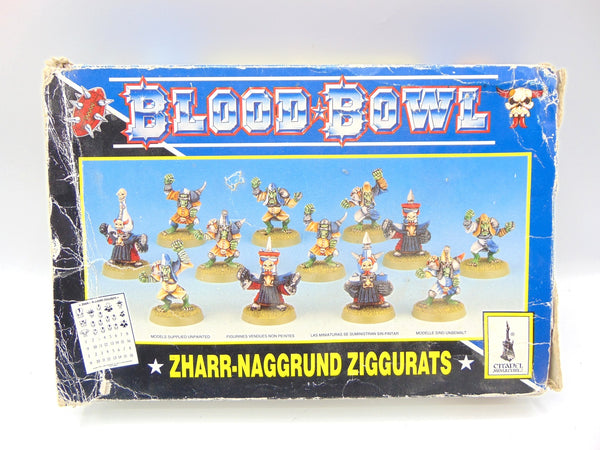 BLOOD BOWL
MODELS SUPPLIED UNPAINTED
FIGURINES VENDUES NON PEINTES
LAS MINIATURAS SE SUMINISTRAN SIN PINTAR
MODELLE SIND UNBEMALT
ZHARR-NAGGRUND ZIGGURATS
CITADEL
MINIATURES